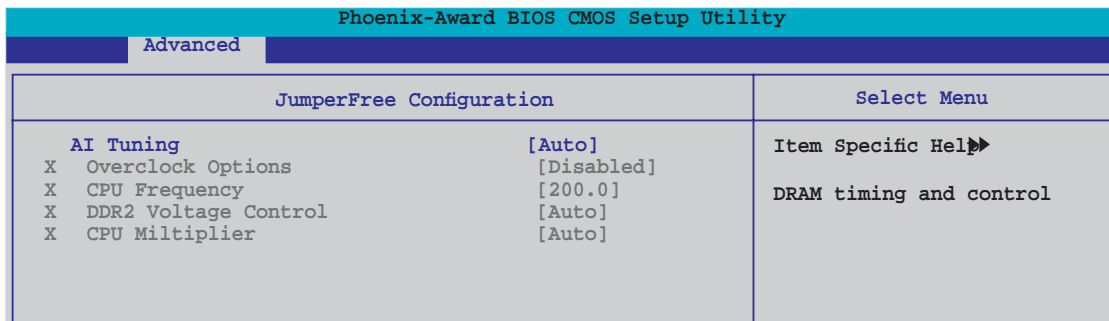 Phoenix-Award BIOS CMOS Setup Utility
Advanced
JumperFree Configuration
Select Menu
AI Tuning [Auto]
X Overclock Options [Disabled]
X CPU Frequency [200.0]
X DDR2 Voltage Control [Auto]
X CPU Miltiplier [Auto]
Item Specific Help
DRAM timing and control